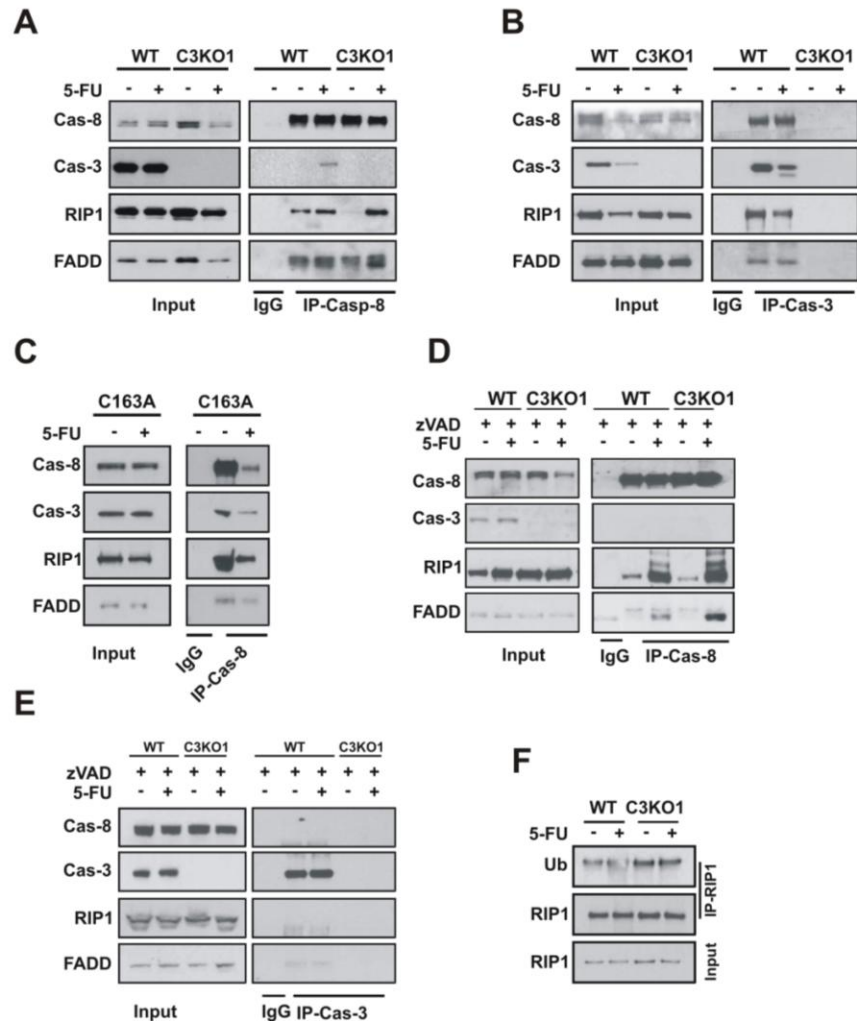 A
WT C3KO1 WT C3KO1
5-FU - + - + - - + - +
Cas-8
Cas-3
RIP1
FADD
Input IgG IP-Casp-8
B
WT C3KO1 WT C3KO1
5-FU - + - + - - + - +
Cas-8
Cas-3
RIP1
FADD
Input IgG IP-Cas-3
C
C163A C163A
5-FU - + - - +
Cas-8
Cas-3
RIP1
FADD
Input IgG IP-Cas-8
D
WT C3KO1 WT C3KO1
zVAD + + + + + + + + +
5-FU - + - + - - + - +
Cas-8
Cas-3
RIP1
FADD
Input IgG IP-Cas-8
E
WT C3KO1 WT C3KO1
zVAD + + + + + + + + +
5-FU - + - + - - + - +
Cas-8
Cas-3
RIP1
FADD
Input IgG IP-Cas-3
F
WT C3KO1
5-FU - + - +
Ub
RIP1
IP-RIP1
RIP1
Input